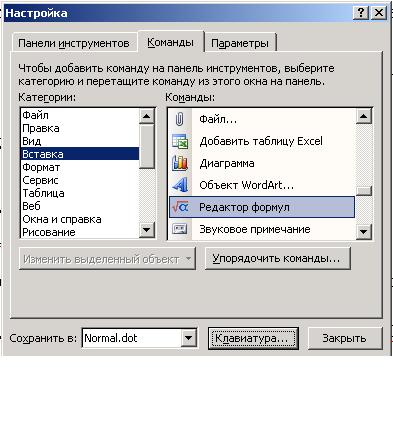 Настройка
Панели инструментов
Команды
Параметры
Чтобы добавить команду на панель инструментов, выберите
категорию и перетащите команду из этого окна на панель.
Категории:
Команды:
Файл
Правка
Вид
Вставка
Формат
Сервис
Таблица
Веб
Окна и справка
Рисование
Файл...
Добавить таблицу Excel
Диаграмма
Объект WordArt...
Редактор формул
Звуковое примечание
Изменить выделенный объект
Упорядочить команды...
Сохранить в:
Normal.dot
Клавиатура...
Закрыть